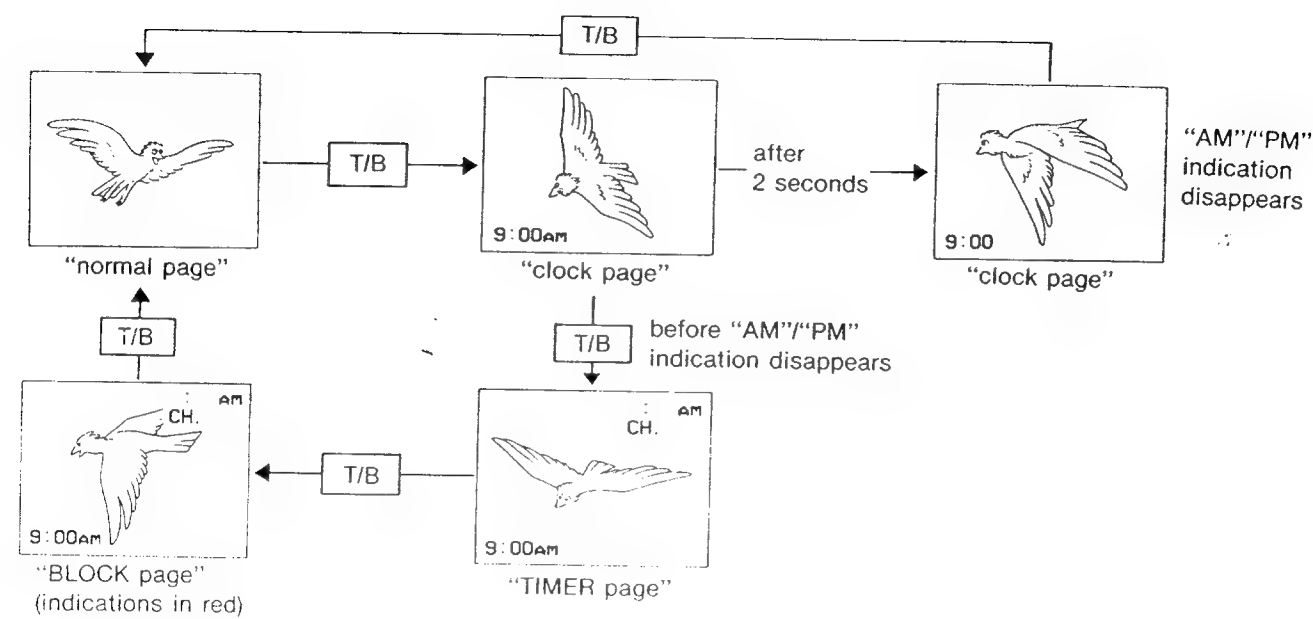 T/B
"normal page"
T/B
9:00AM
"clock page"
after
2 seconds
9:00
"clock page"
"AM"/"PM"
indication
disappears
T/B
before "AM"/"PM"
indication disappears
: AM
CH.
9:00AM
"TIMER page"
T/B
: AM
CH.
9:00AM
"BLOCK page"
(indications in red)
T/B